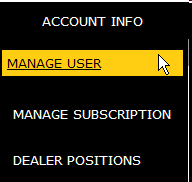 ACCOUNT INFO
MANAGE USER
MANAGE SUBSCRIPTION
DEALER POSITIONS